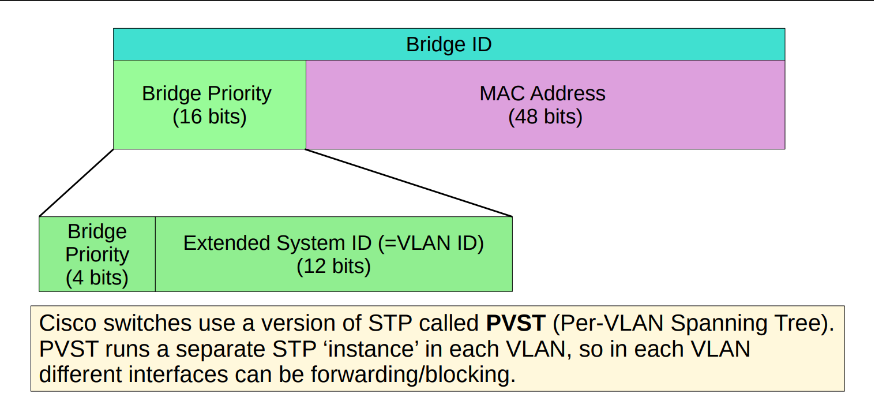 Bridge ID
Bridge Priority
(16 bits)
MAC Address
(48 bits)
Bridge
Priority
(4 bits)
Extended System ID (=VLAN ID)
(12 bits)
Cisco switches use a version of STP called PVST (Per-VLAN Spanning Tree).
PVST runs a separate STP ‘instance’ in each VLAN, so in each VLAN
different interfaces can be forwarding/blocking.